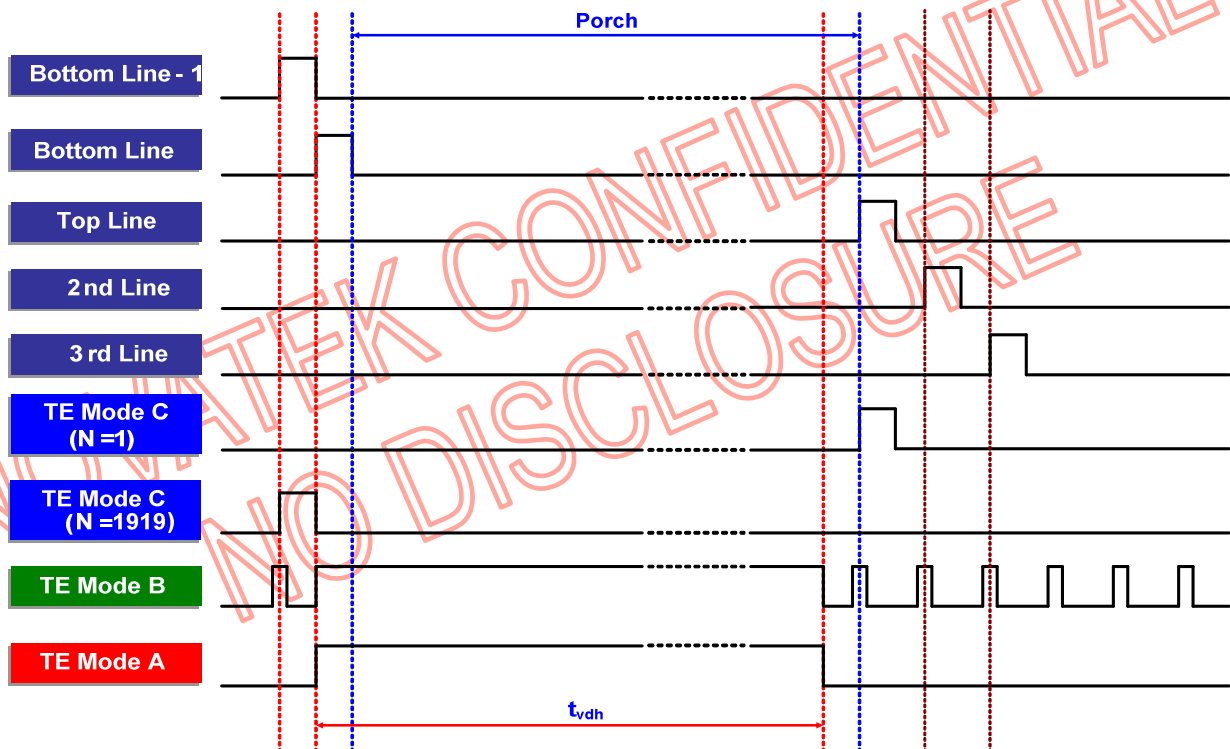 Porch
Bottom Line - 1
Bottom Line
Top Line
2nd Line
3rd Line
TE Mode C
(N =1)
TE Mode C
(N =1919)
TE Mode B
TE Mode A
tvdh
NOVATEK CONFIDENTIAL
NO DISCLOSURE